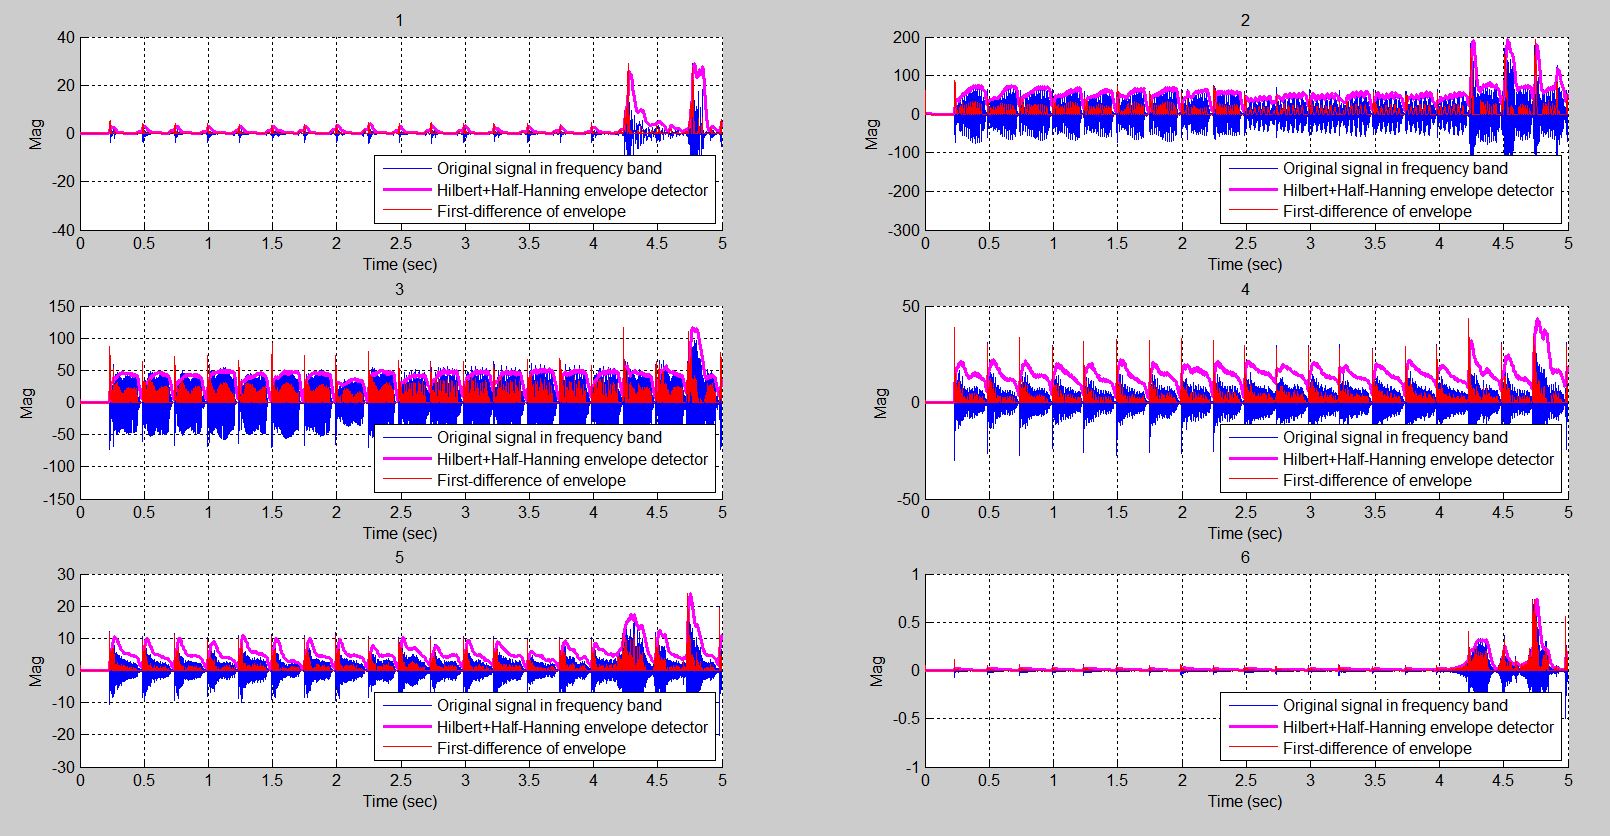 1
40
20
0
-20
-40
Mag
0 0.5 1 1.5 2 2.5 3 3.5 4 4.5 5
Time (sec)
Original signal in frequency band
Hilbert+Half-Hanning envelope detector
First-difference of envelope
2
200
100
0
-100
-200
-300
Mag
0 0.5 1 1.5 2 2.5 3 3.5 4 4.5 5
Time (sec)
Original signal in frequency band
Hilbert+Half-Hanning envelope detector
First-difference of envelope
3
150
100
50
0
-50
-100
-150
Mag
0 0.5 1 1.5 2 2.5 3 3.5 4 4.5 5
Time (sec)
Original signal in frequency band
Hilbert+Half-Hanning envelope detector
First-difference of envelope
4
50
0
-50
Mag
0 0.5 1 1.5 2 2.5 3 3.5 4 4.5 5
Time (sec)
Original signal in frequency band
Hilbert+Half-Hanning envelope detector
First-difference of envelope
5
30
20
10
0
-10
-20
-30
Mag
0 0.5 1 1.5 2 2.5 3 3.5 4 4.5 5
Time (sec)
Original signal in frequency band
Hilbert+Half-Hanning envelope detector
First-difference of envelope
6
1
0.5
0
-0.5
-1
Mag
0 0.5 1 1.5 2 2.5 3 3.5 4 4.5 5
Time (sec)
Original signal in frequency band
Hilbert+Half-Hanning envelope detector
First-difference of envelope